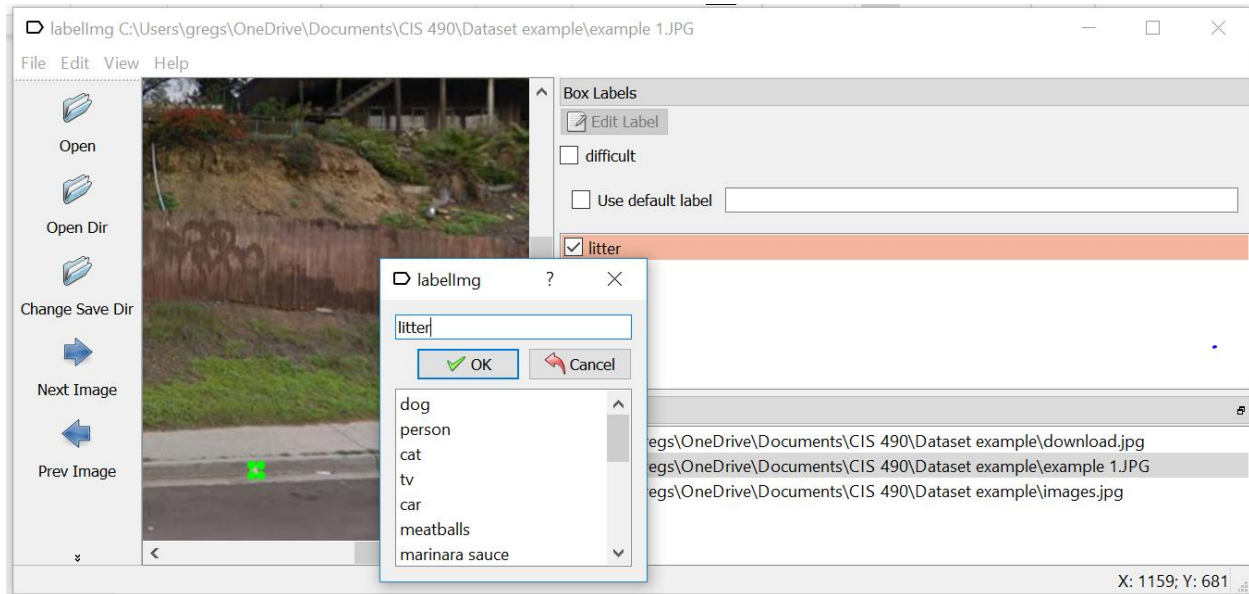 labelImg C:\Users\gregs\OneDrive\Documents\CIS 490\Dataset example\example 1.JPG
File Edit View Help
Open
Open Dir
Change Save Dir
Next Image
Prev Image
Box Labels
Edit Label
difficult
Use default label
litter
labelImg ?
litter
OK Cancel
dog
person
cat
tv
car
meatballs
marinara sauce
egs\OneDrive\Documents\CIS 490\Dataset example\download.jpg
egs\OneDrive\Documents\CIS 490\Dataset example\example 1.JPG
egs\OneDrive\Documents\CIS 490\Dataset example\images.jpg
X: 1159; Y: 681